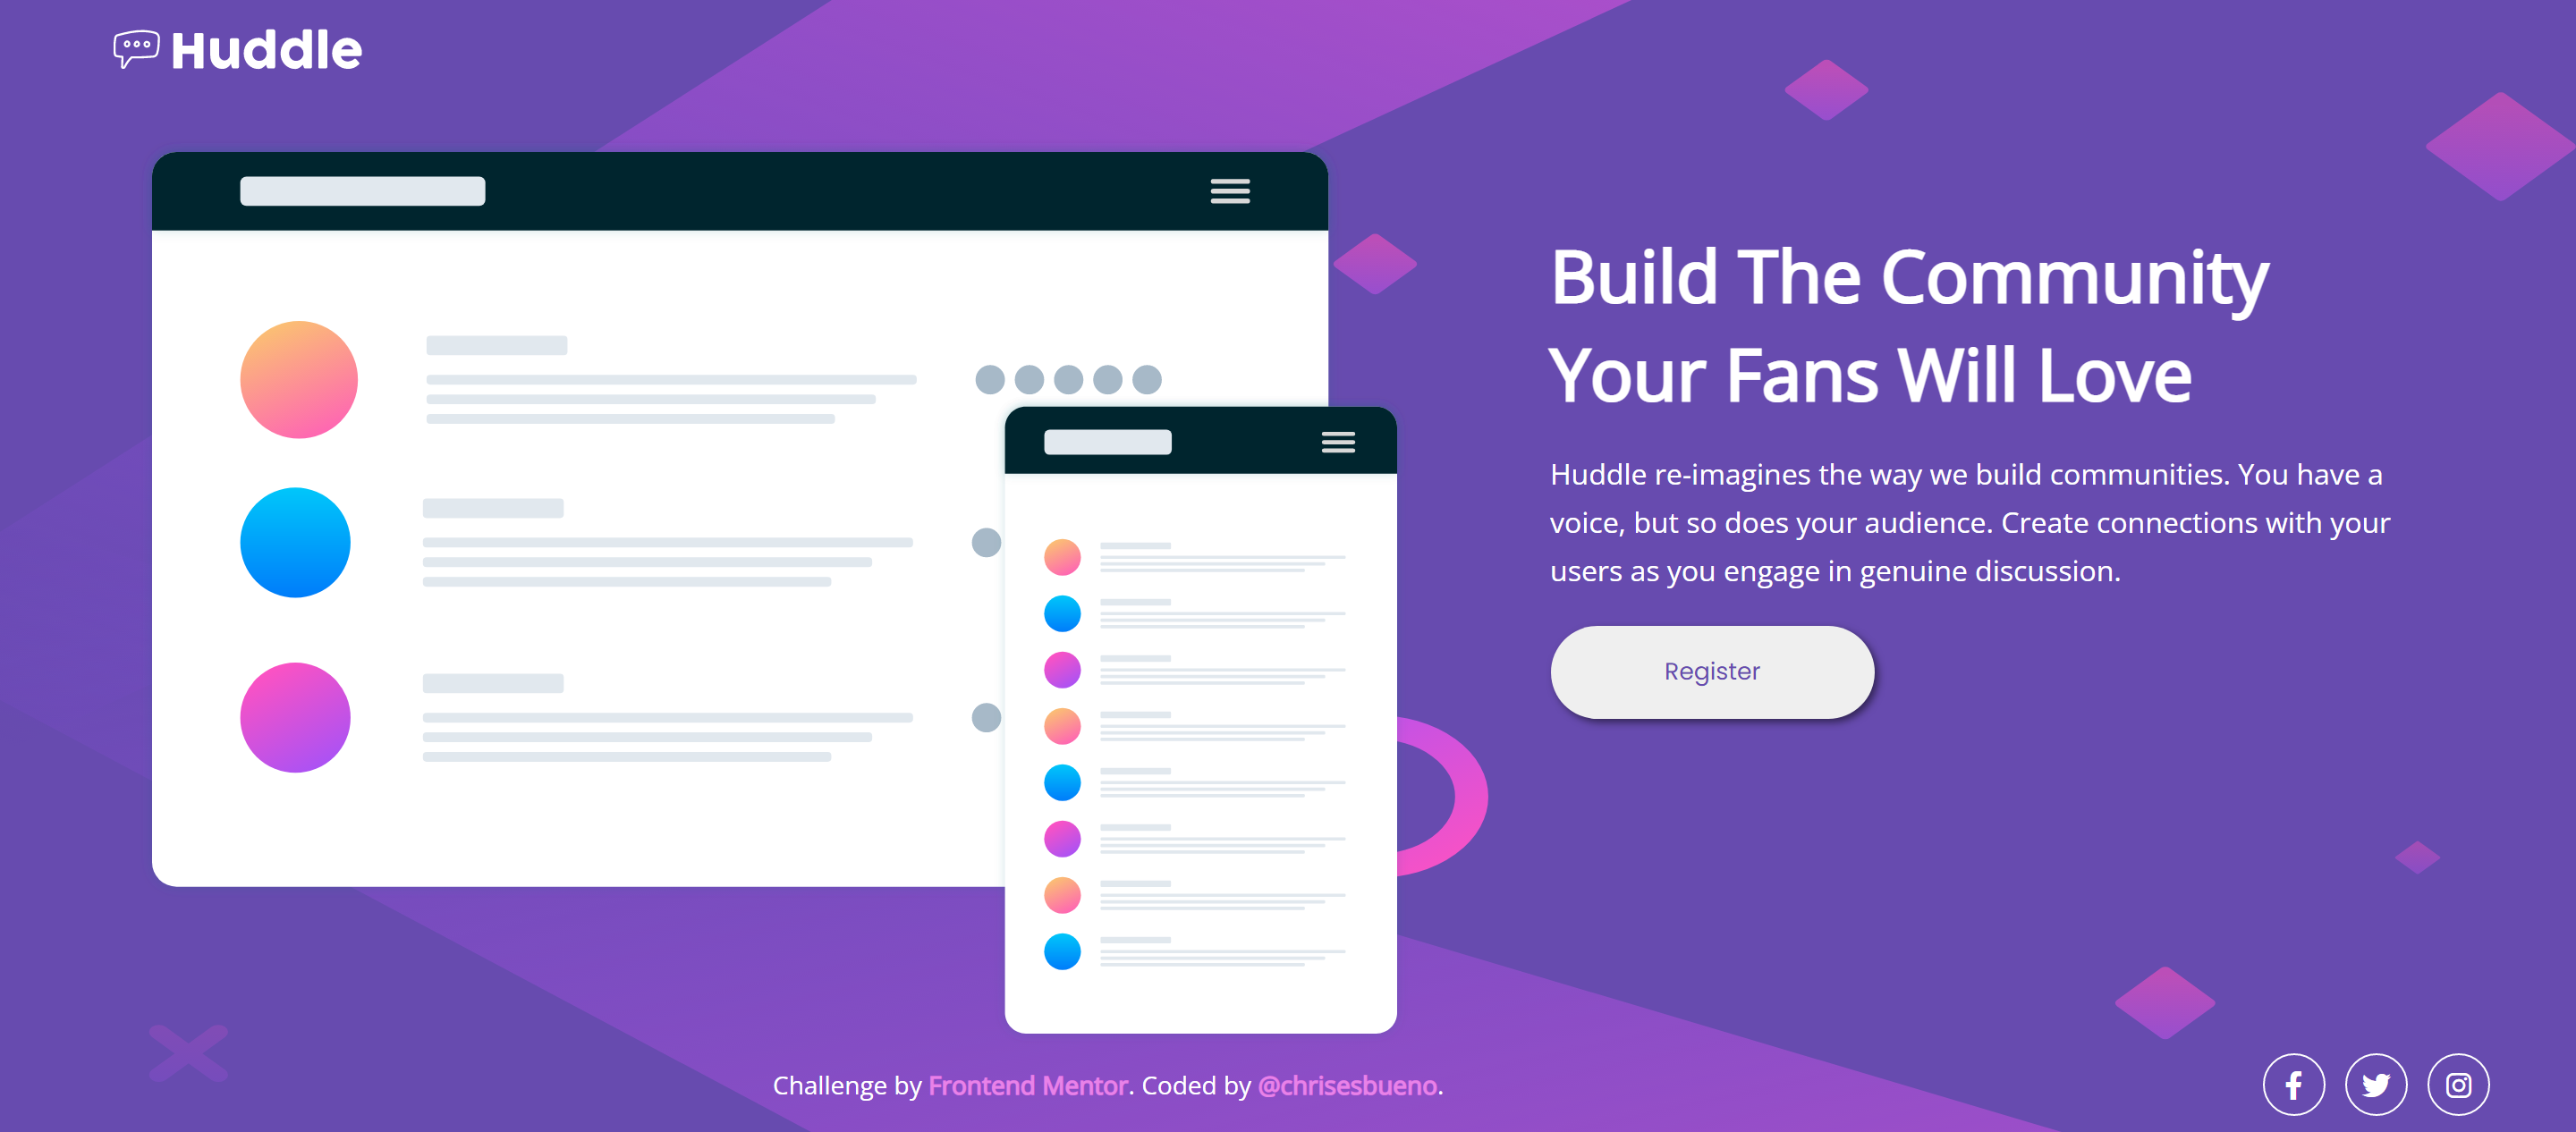 Huddle
Build The Community
Your Fans Will Love
Huddle re-imagines the way we build communities. You have a
voice, but so does your audience. Create connections with your
users as you engage in genuine discussion.
Register
Challenge by Frontend Mentor. Coded by @chrisesbueno.